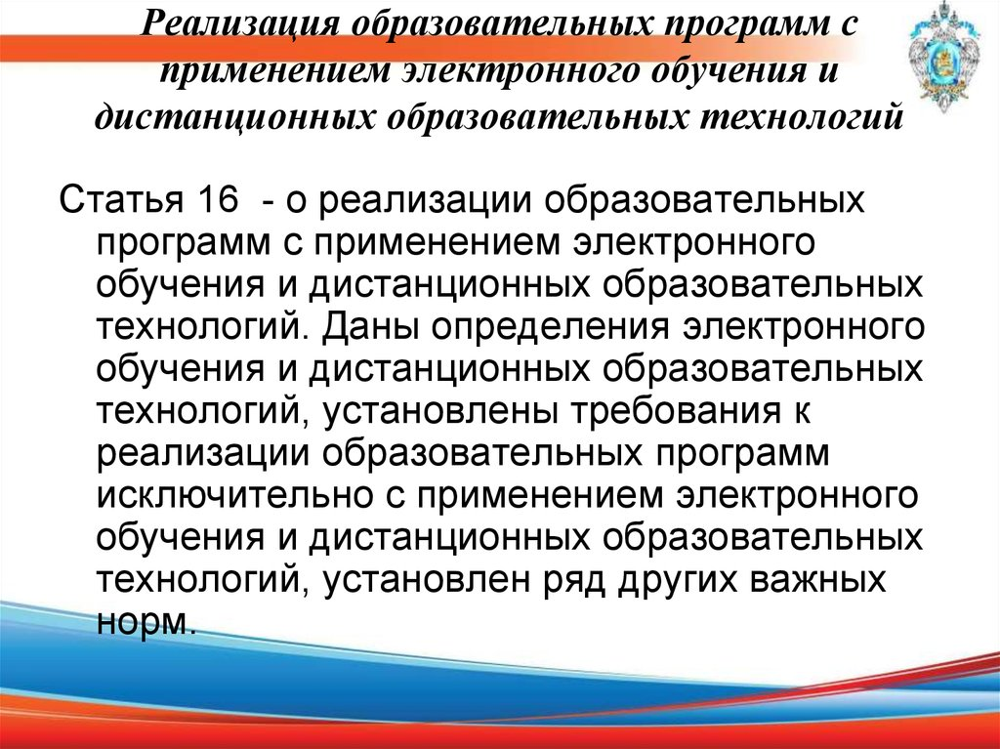 Реализация образовательных программ с
применением электронного обучения и
дистанционных образовательных технологий
Статья 16  - о реализации образовательных
программ с применением электронного
обучения и дистанционных образовательных
технологий. Даны определения электронного
обучения и дистанционных образовательных
технологий, установлены требования к
реализации образовательных программ
исключительно с применением электронного
обучения и дистанционных образовательных
технологий, установлен ряд других важных
норм.